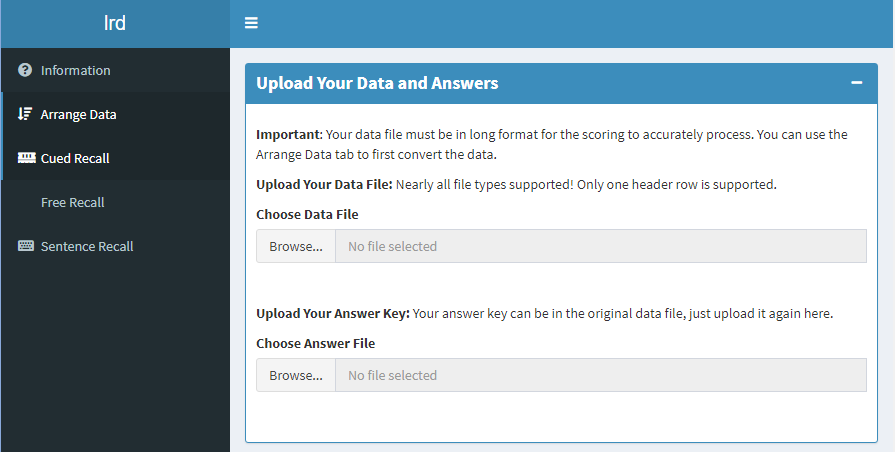 lrd
Information
Arrange Data
Cued Recall
Free Recall
Sentence Recall
Upload Your Data and Answers
Important: Your data file must be in long format for the scoring to accurately process. You can use the
Arrange Data tab to first convert the data.
Upload Your Data File: Nearly all file types supported! Only one header row is supported.
Choose Data File
Browse... No file selected
Upload Your Answer Key: Your answer key can be in the original data file, just upload it again here.
Choose Answer File
Browse... No file selected